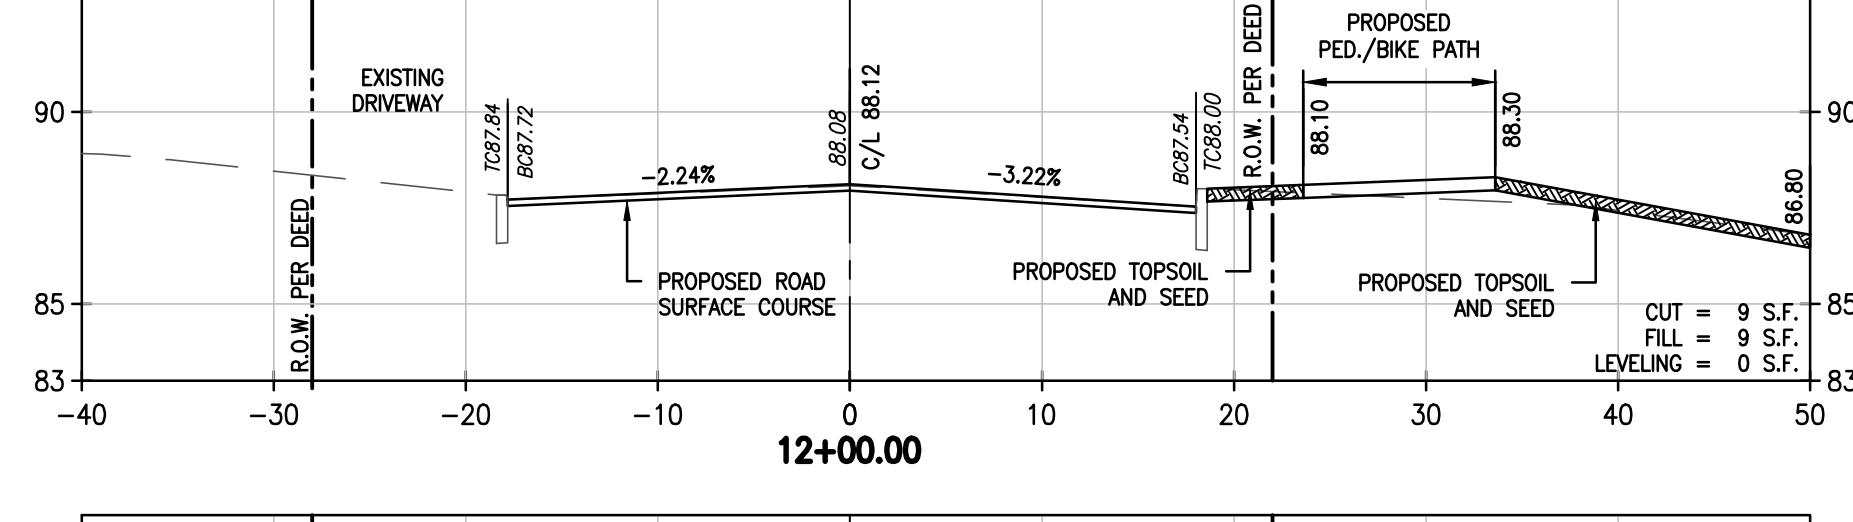 PROPOSED
PED./BIKE PATH
R.O.W. PER DEED
EXISTING
DRIVEWAY
90
90
TC87.84
BC87.72
88.08
C/L 88.12
BC87.54
TC88.00
88.10
88.30
-2.24%
-3.22%
86.80
R.O.W. PER DEED
PROPOSED ROAD
SURFACE COURSE
PROPOSED TOPSOIL
AND SEED
PROPOSED TOPSOIL
AND SEED
85
85
CUT = 9 S.F.
FILL = 9 S.F.
LEVELING = 0 S.F.
83
83
-40 -30 -20 -10 0 10 20 30 40 50
12+00.00